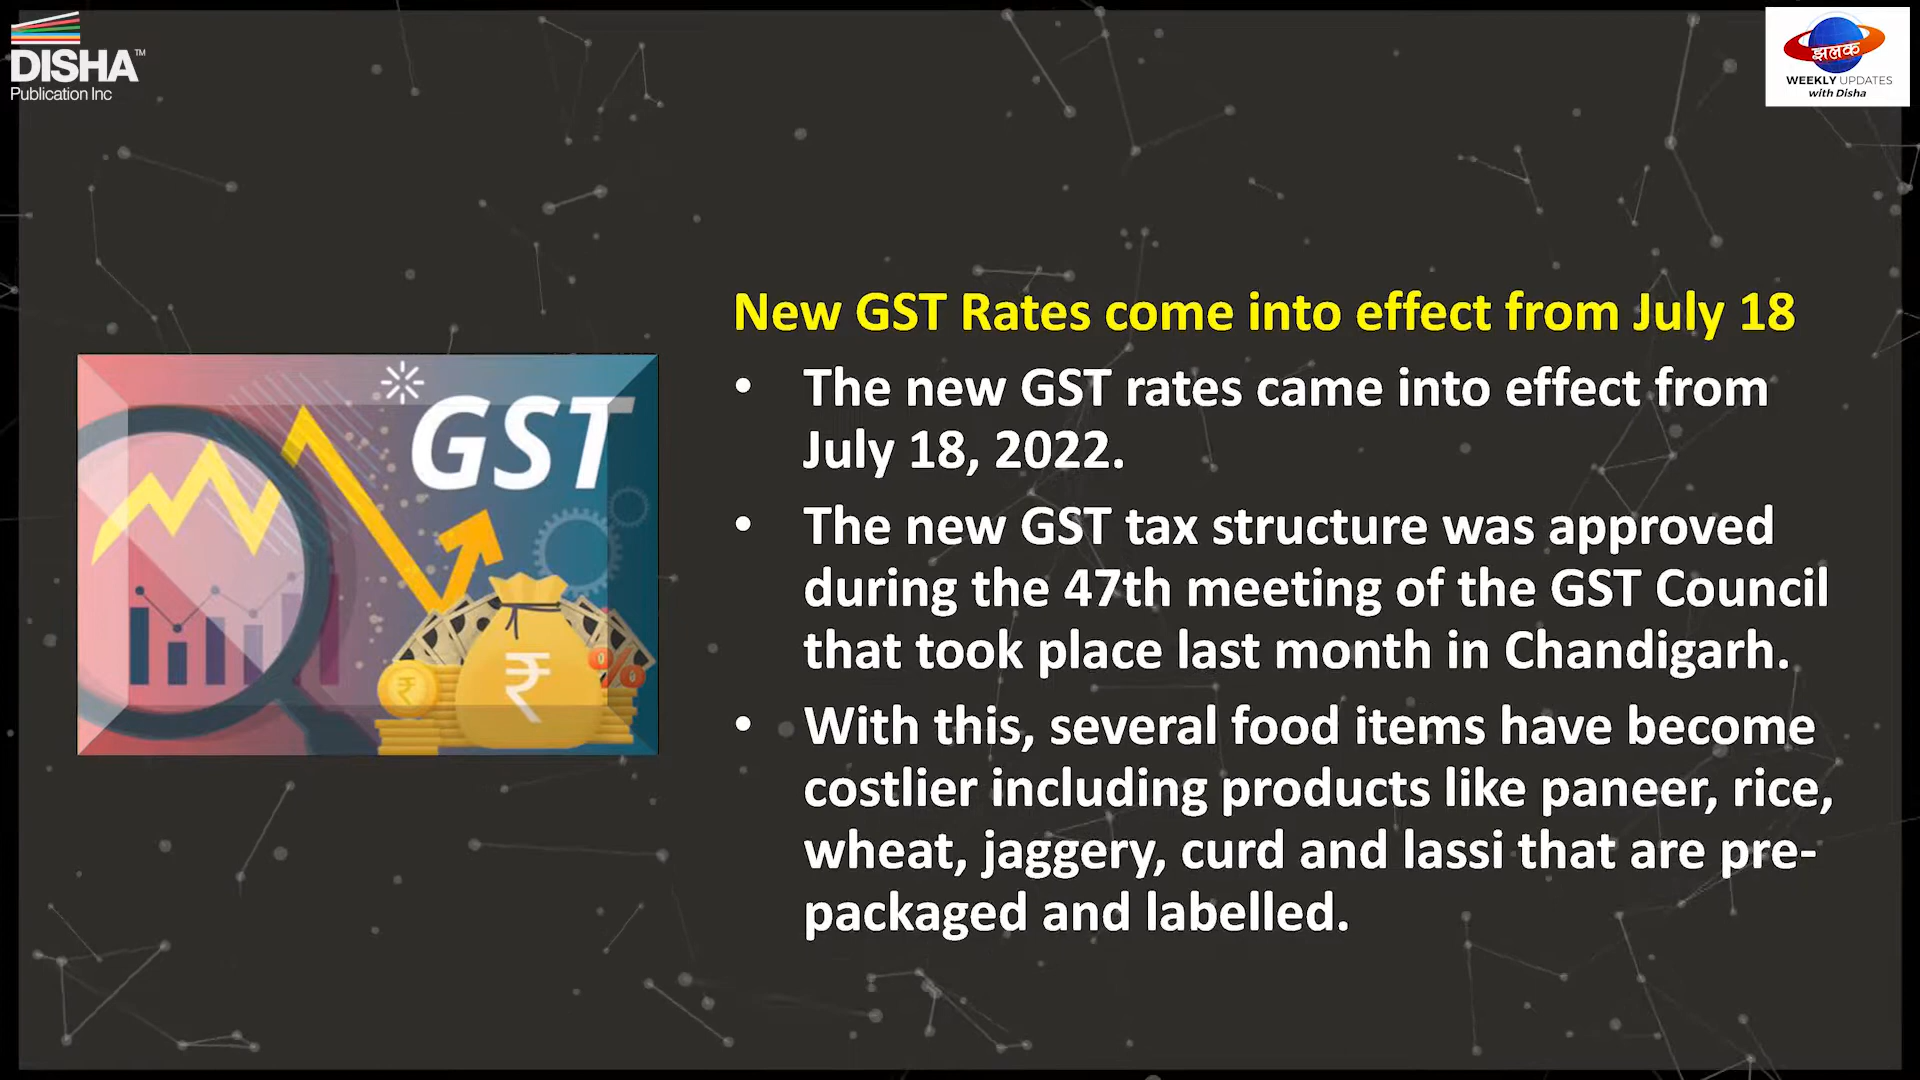 DISHA™
Publication Inc
झलक
WEEKLY UPDATES
with Disha
GST
₹
₹
%
New GST Rates come into effect from July 18
• The new GST rates came into effect from
July 18, 2022.
• The new GST tax structure was approved
during the 47th meeting of the GST Council
that took place last month in Chandigarh.
• With this, several food items have become
costlier including products like paneer, rice,
wheat, jaggery, curd and lassi that are pre-
packaged and labelled.